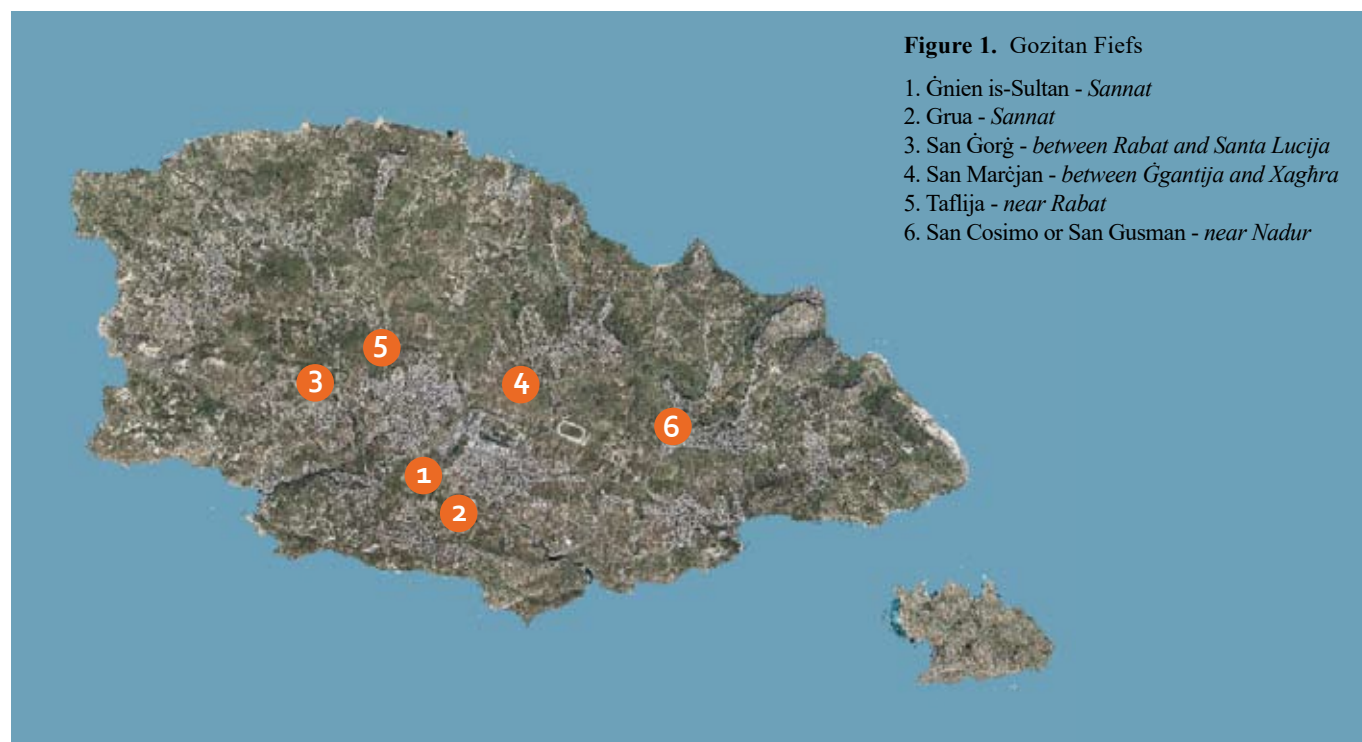 Figure 1. Gozitan Fiefs
1. Ġnien is-Sultan - Sannat
2. Grua - Sannat
3. San Ġorġ - between Rabat and Santa Lucija
4. San Marċjan - between Ġgantija and Xagħra
5. Taflija - near Rabat
6. San Cosimo or San Gusman - near Nadur
5
3
4
6
1
2